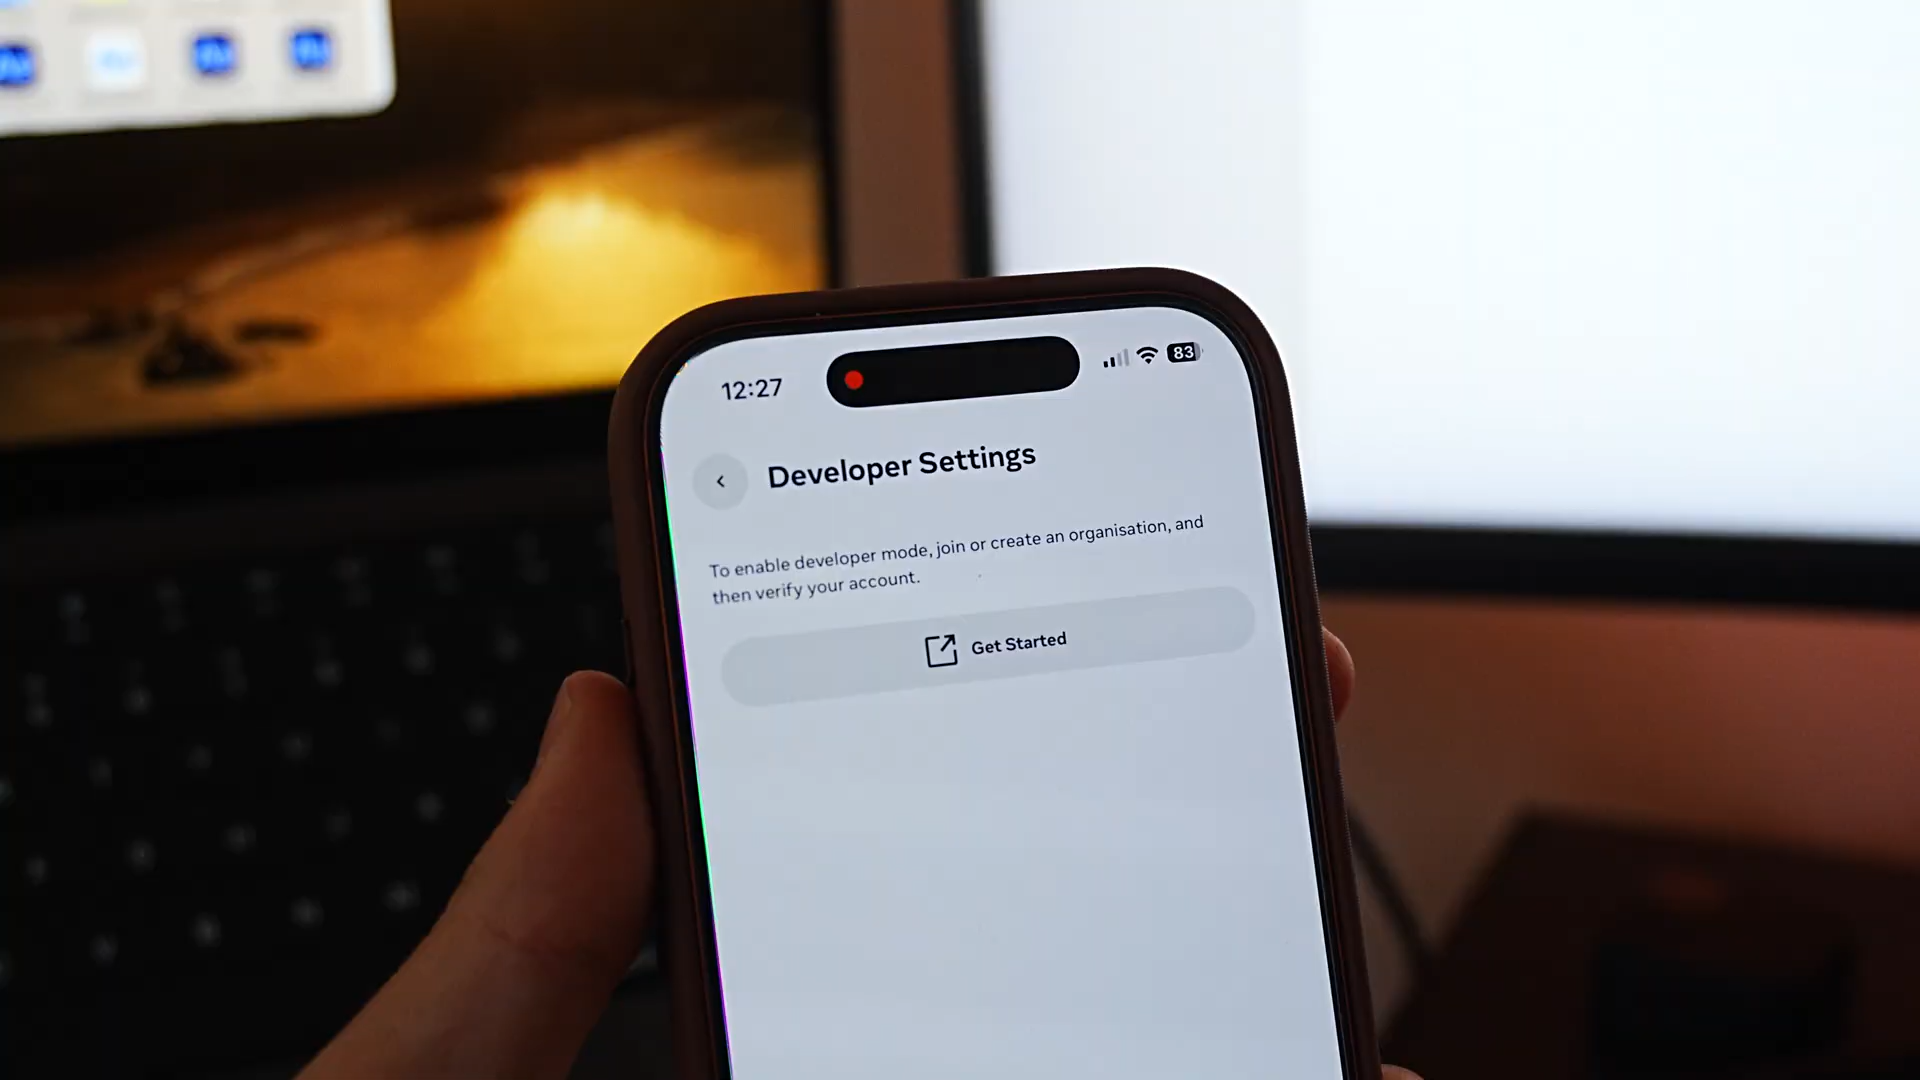 12:27
83
Developer Settings
To enable developer mode, join or create an organisation, and
then verify your account.
Get Started